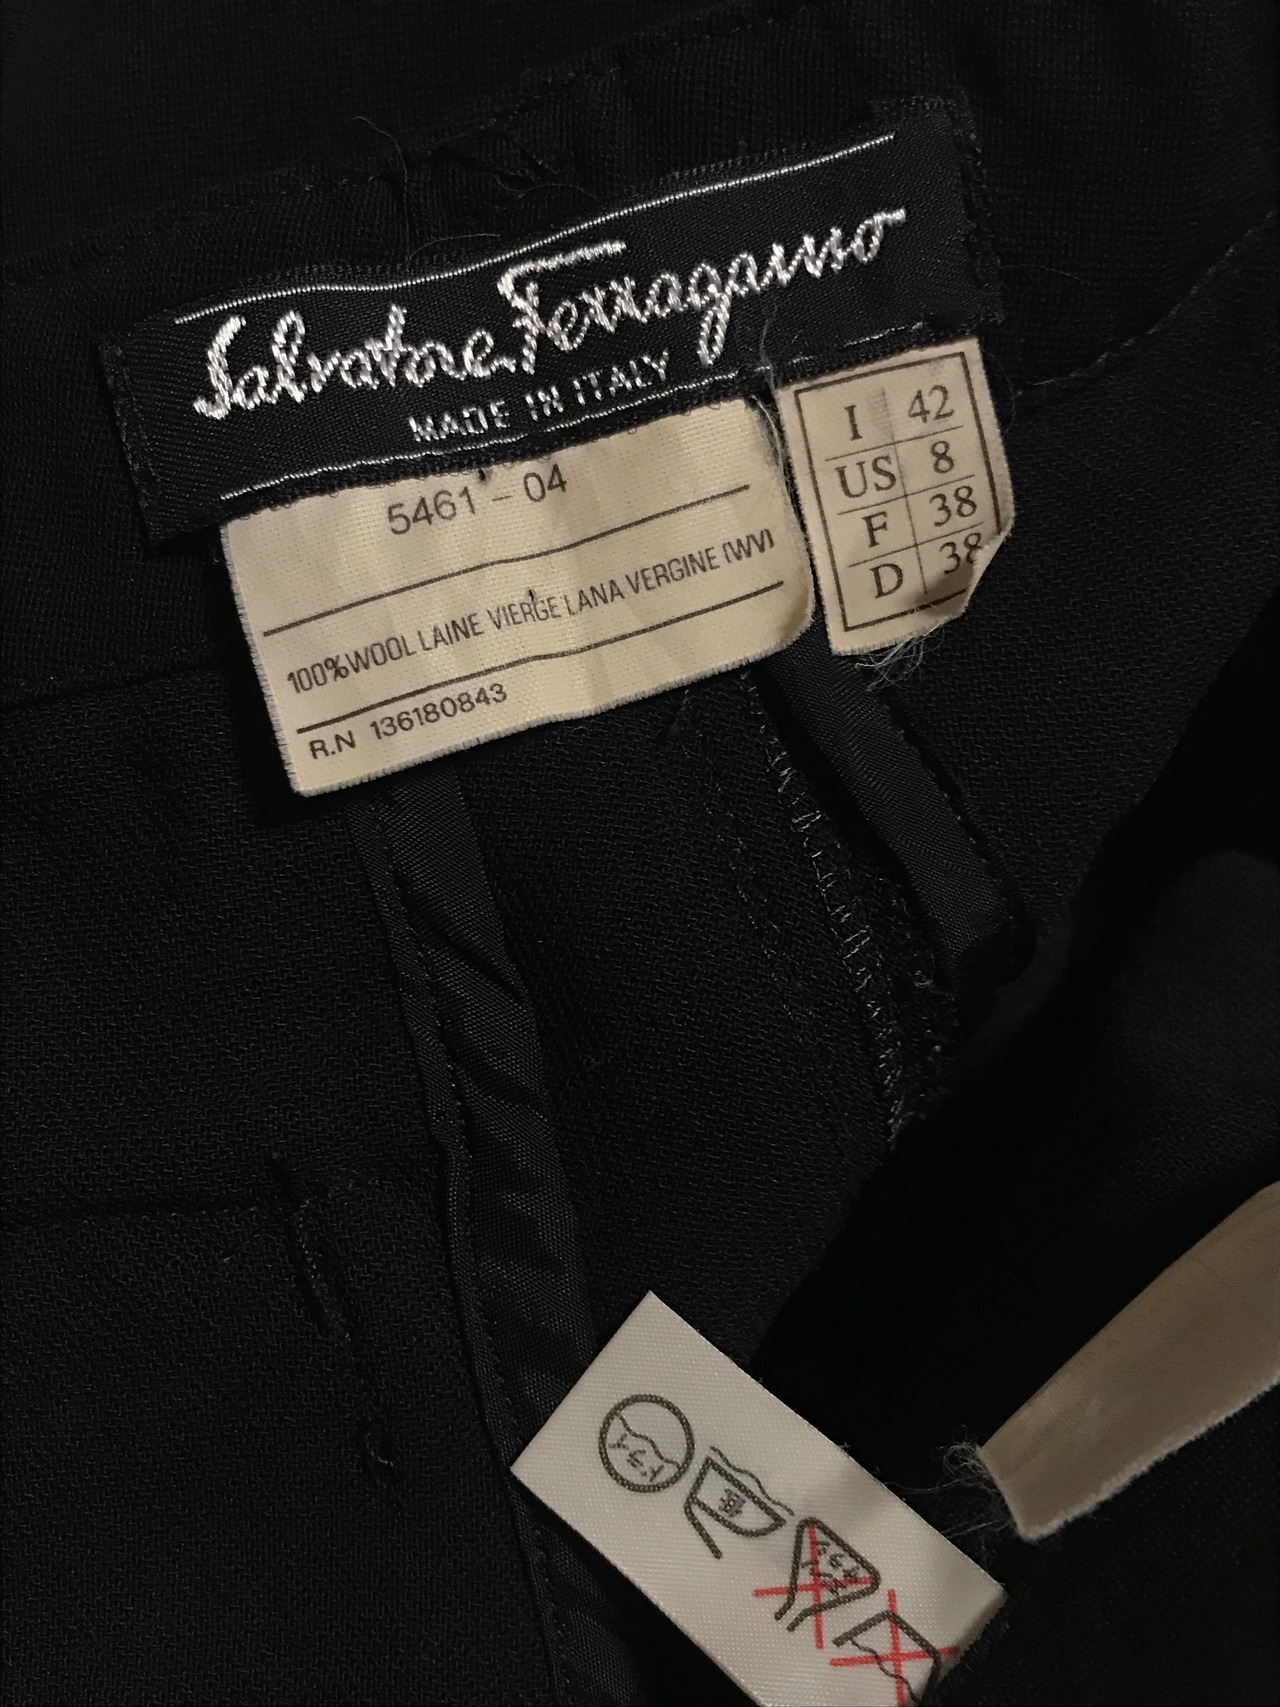 Salvatore Ferragamo
MADE IN ITALY
5461 - 04
100% WOOL LAINE VIERGE LANA VERGINE (WV)
R.N 136180843
I 42
US 8
F 38
D 38